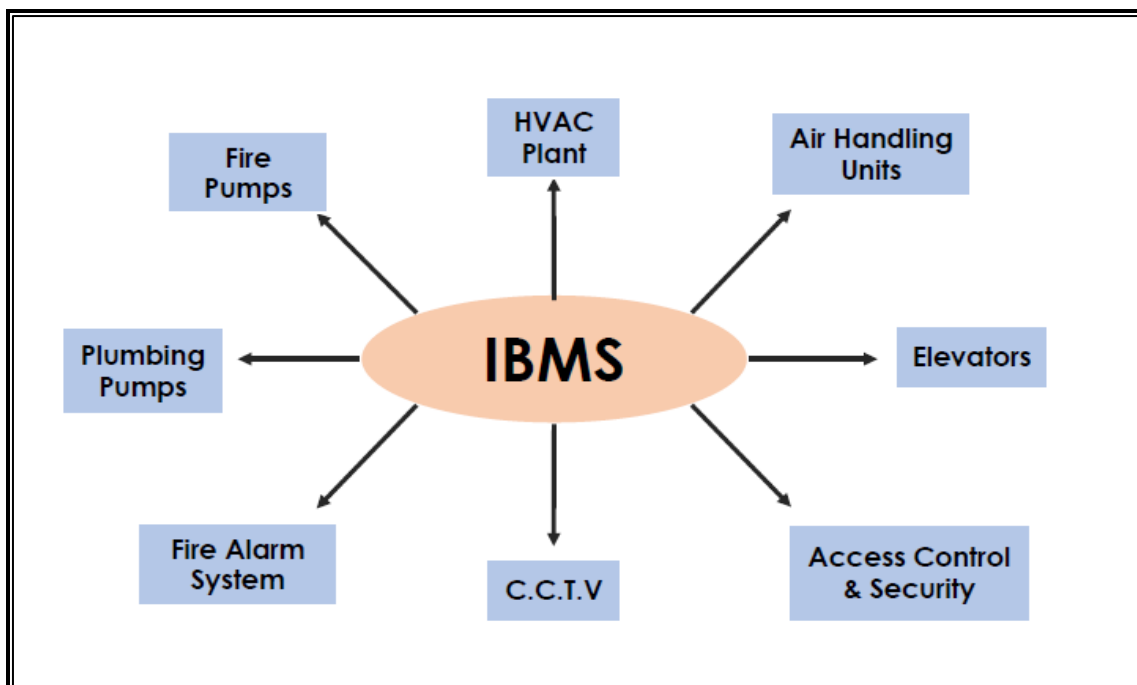 HVAC
Plant
Air Handling
Units
Fire
Pumps
IBMS
Plumbing
Pumps
Elevators
Fire Alarm
System
C.C.T.V
Access Control
& Security